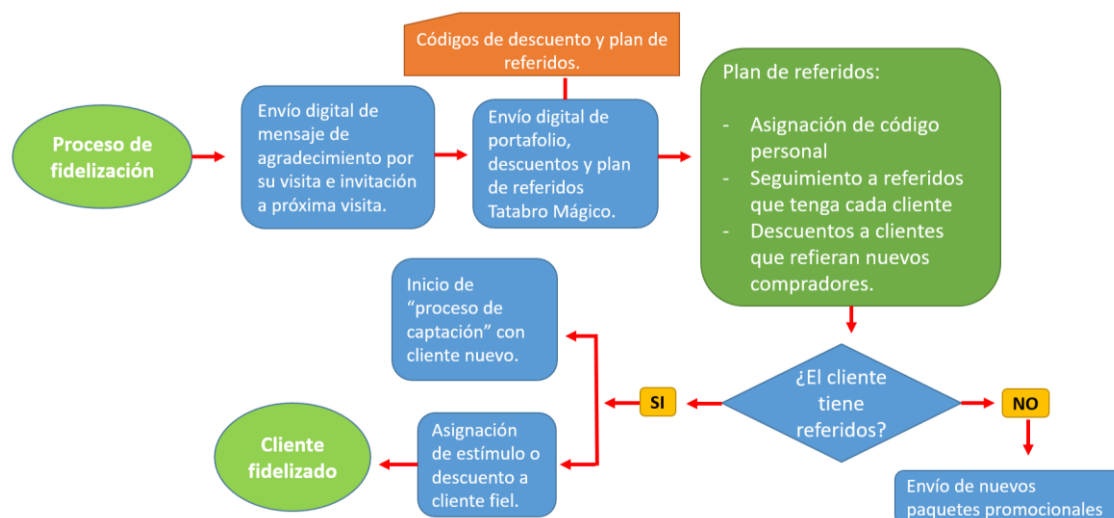 Códigos de descuento y plan de
referidos.
Proceso de
fidelización
Envío digital de
mensaje de
agradecimiento por
su visita e invitación
a próxima visita.
Envío digital de
portafolio,
descuentos y plan
de referidos
Tatabro Mágico.
Plan de referidos:
- Asignación de código
personal
- Seguimiento a referidos
que tenga cada cliente
- Descuentos a clientes
que refieran nuevos
compradores.
¿El cliente
tiene
referidos?
SI
NO
Inicio de
“proceso de
captación” con
cliente nuevo.
Asignación
de estímulo o
descuento a
cliente fiel.
Cliente
fidelizado
Envío de nuevos
paquetes promocionales